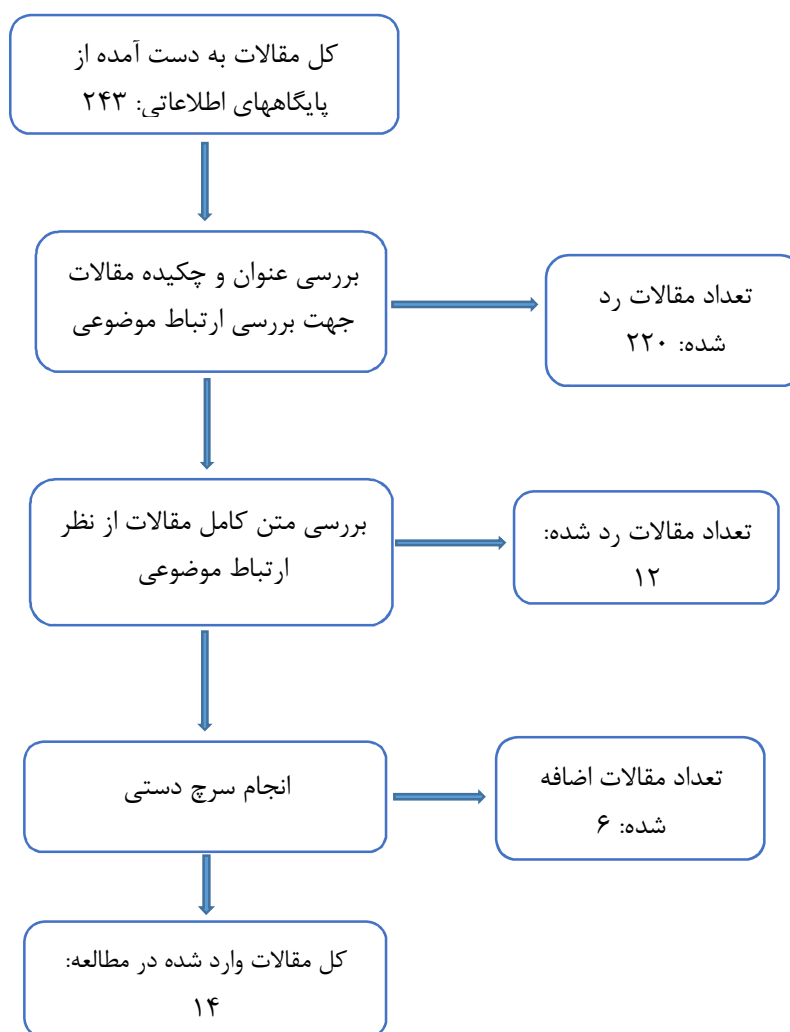 کل مقالات به دست آمده از
پایگاههای اطلاعاتی: ۲۴۳
بررسی عنوان و چکیده مقالات
جهت بررسی ارتباط موضوعی
تعداد مقالات رد
شده: ۲۲۰
بررسی متن کامل مقالات از نظر
ارتباط موضوعی
تعداد مقالات رد شده:
۱۲
انجام سرچ دستی
تعداد مقالات اضافه
شده: ۶
کل مقالات وارد شده در مطالعه:
۱۴